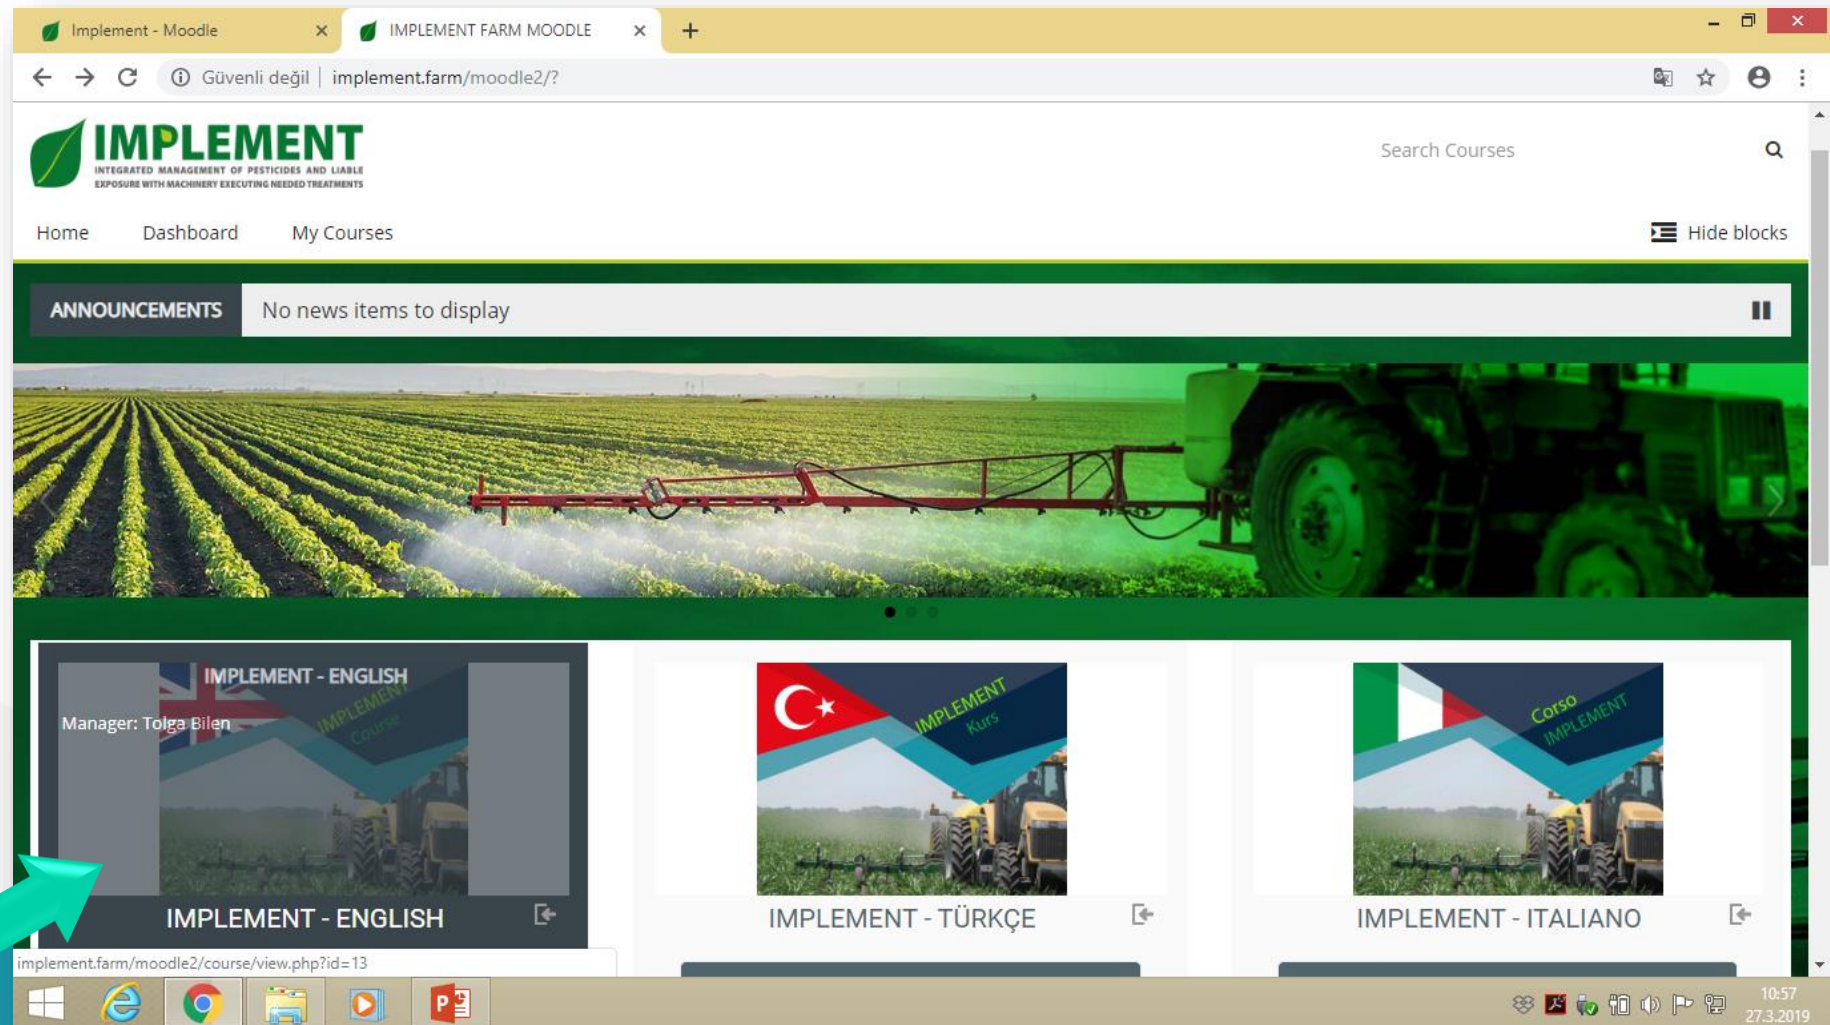 Implement - Moodle
IMPLEMENT FARM MOODLE
Güvenli değil | implement.farm/moodle2/?
IMPLEMENT
INTEGRATED MANAGEMENT OF PESTICIDES AND LIABLE
EXPOSURE WITH MACHINERY EXECUTING NEEDED TREATMENTS
Search Courses
Home Dashboard My Courses
Hide blocks
ANNOUNCEMENTS No news items to display
IMPLEMENT - ENGLISH
Manager: Tolga Bilen
IMPLEMENT
Course
IMPLEMENT - ENGLISH
IMPLEMENT
Kurs
IMPLEMENT - TÜRKÇE
Corso
IMPLEMENT
IMPLEMENT - ITALIANO
implement.farm/moodle2/course/view.php?id=13
10:57
27.3.2019